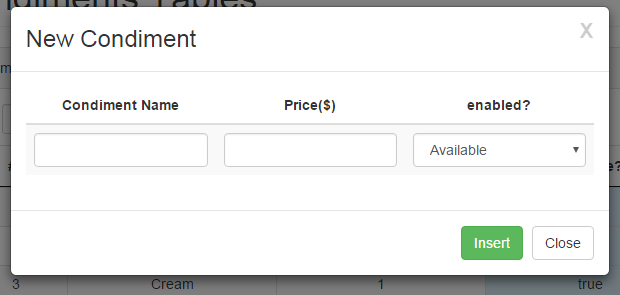 New Condiment
X
Condiment Name Price($) enabled?
Available
Insert Close
3 Cream 1 true